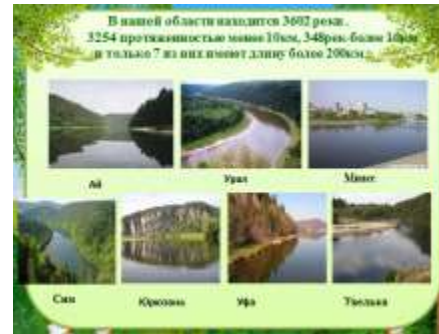 В нашей области находится 3602 реки.
3254 протяженностью менее 10км, 348рек-более 10км
и только 7 из них имеют длину более 200км.
Ай
Урал
Миасс
Сим
Юрюзань
Уфа
Увелька